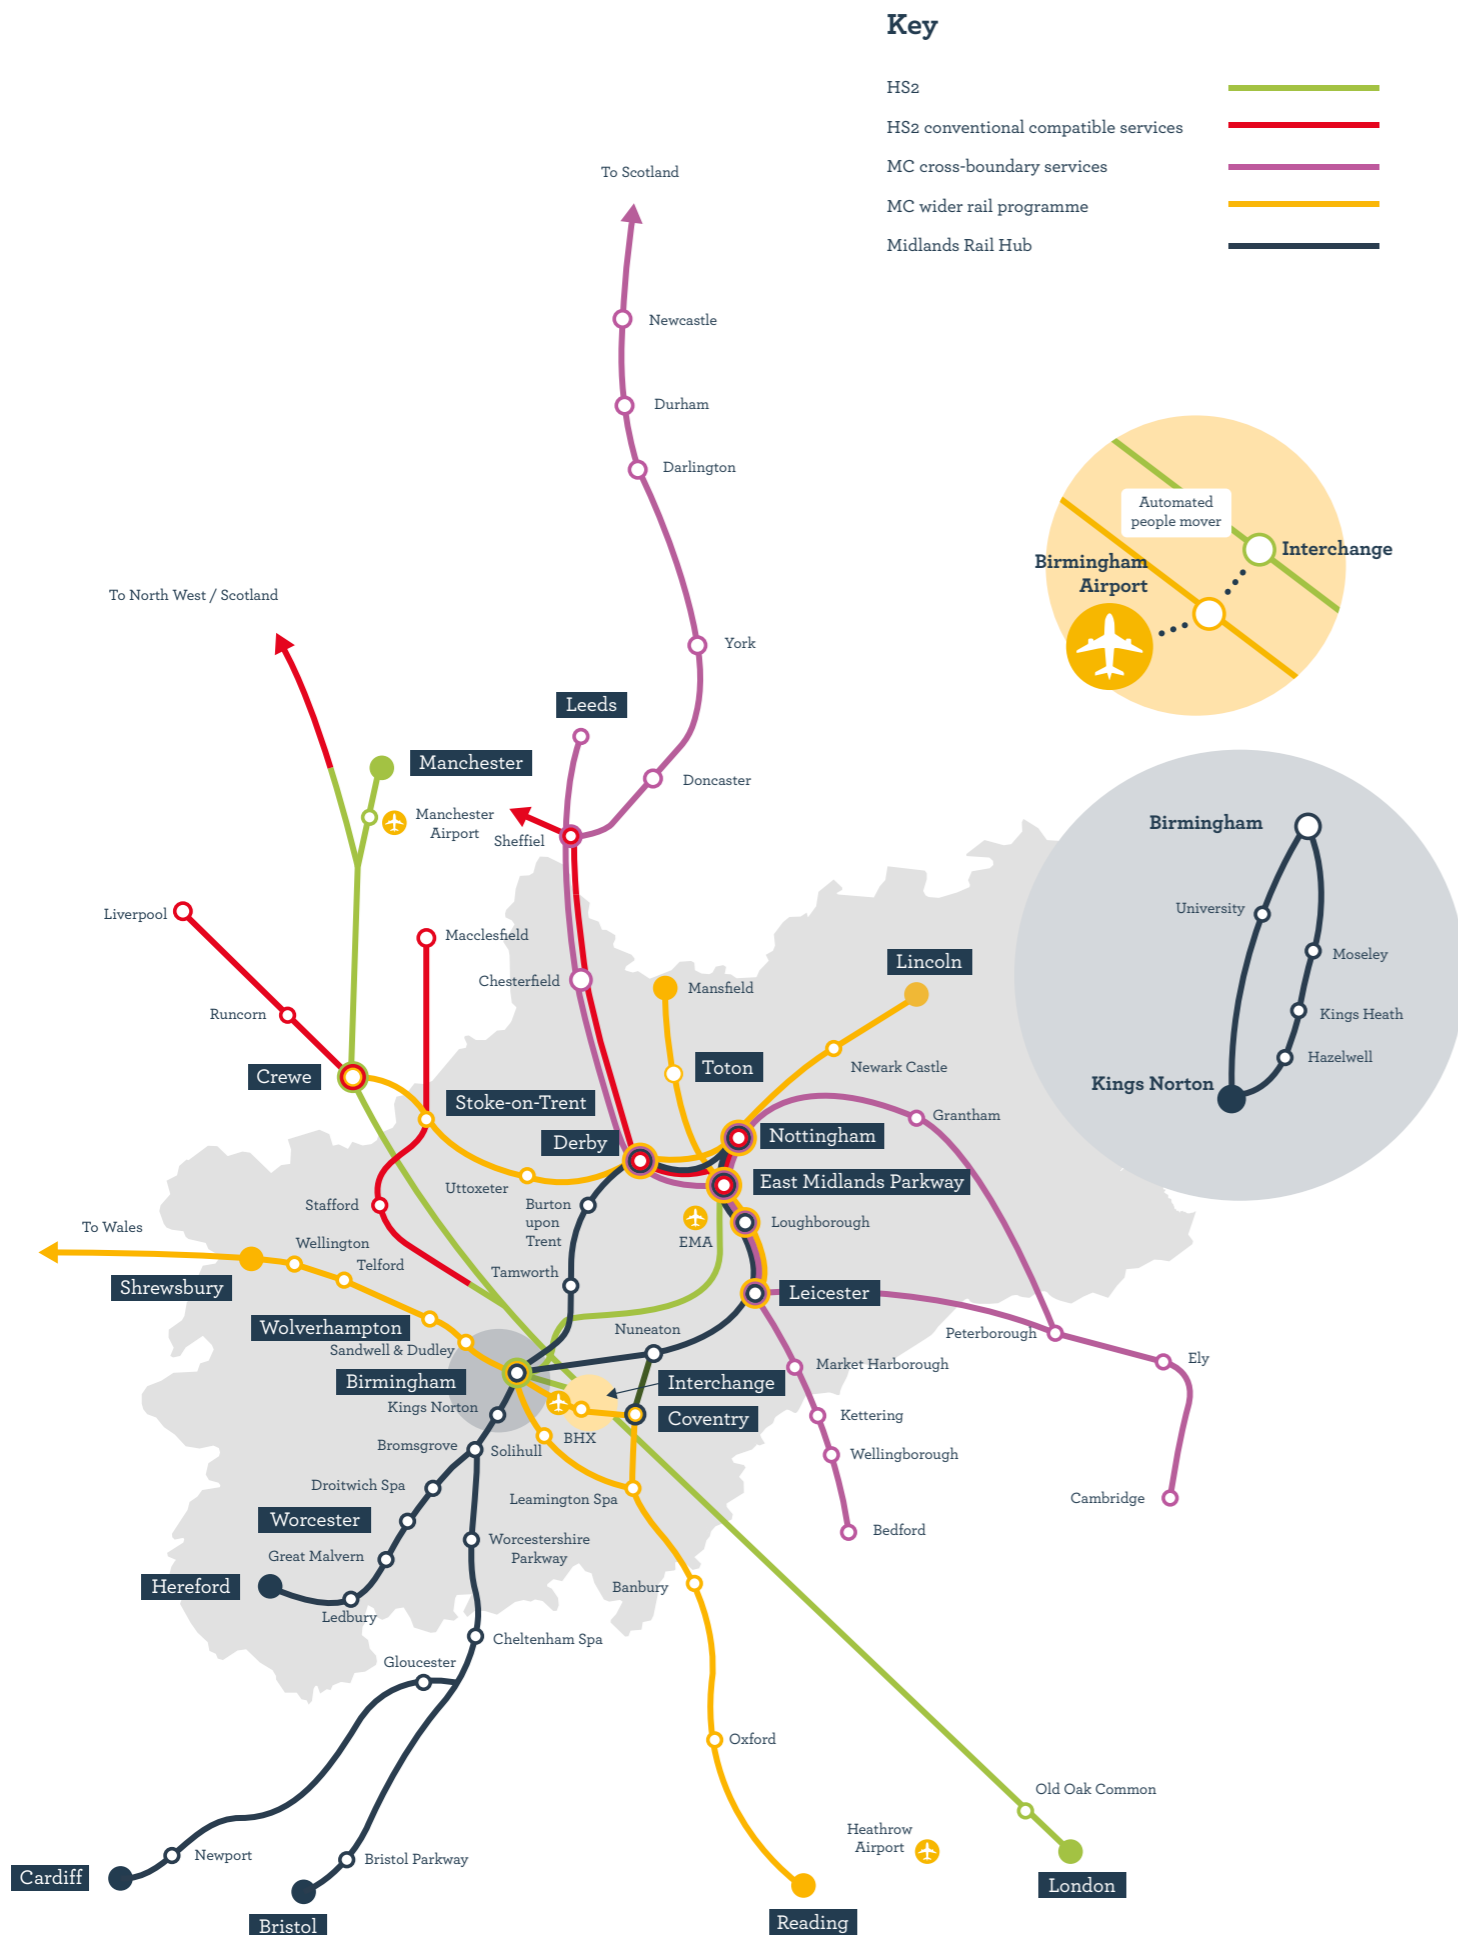 Key
HS2
HS2 conventional compatible services
MC cross-boundary services
MC wider rail programme
Midlands Rail Hub
To Scotland
Newcastle
Durham
Darlington
Automated
people mover
Interchange
Birmingham
Airport
To North West / Scotland
York
Leeds
Manchester
Doncaster
Manchester
Airport
Sheffiel
Birmingham
University
Moseley
Kings Heath
Hazelwell
Kings Norton
Liverpool
Macclesfield
Lincoln
Chesterfield
Mansfield
Runcorn
Newark Castle
Crewe
Toton
Stoke-on-Trent
Grantham
Derby
Nottingham
East Midlands Parkway
Uttoxeter
Stafford
Burton
upon
Trent
Loughborough
EMA
To Wales
Wellington
Telford
Tamworth
Shrewsbury
Leicester
Wolverhampton
Nuneaton
Peterborough
Sandwell & Dudley
Ely
Market Harborough
Birmingham
Interchange
Kings Norton
Coventry
Kettering
BHX
Bromsgrove
Solihull
Wellingborough
Droitwich Spa
Leamington Spa
Cambridge
Worcester
Bedford
Worcestershire
Parkway
Great Malvern
Hereford
Banbury
Ledbury
Cheltenham Spa
Gloucester
Oxford
Old Oak Common
Heathrow
Airport
Newport
Bristol Parkway
Cardiff
London
Bristol
Reading